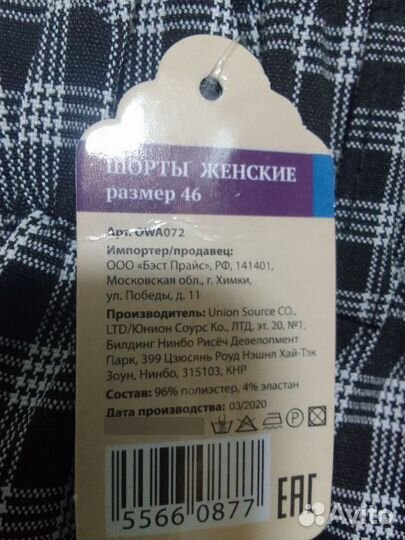 ШОРТЫ ЖЕНСКИЕ
размер 46
Арт. OWA072
Импортер/продавец:
ООО «Бэст Прайс», РФ, 141401,
Московская обл., г. Химки,
ул. Победы, д. 11
Производитель: Union Source CO.,
LTD/Юнион Соурс Ко., ЛТД, эт. 20, №1,
Билдинг Нинбо Рисёч Девелопмент
Парк, 399 Цзюсянь Роуд Нэшнл Хай-Тэк
Зоун, Нинбо, 315103, КНР
Состав: 96% полиэстер, 4% эластан
Дата производства: 03/2020
5566 0877
EAC
Avito